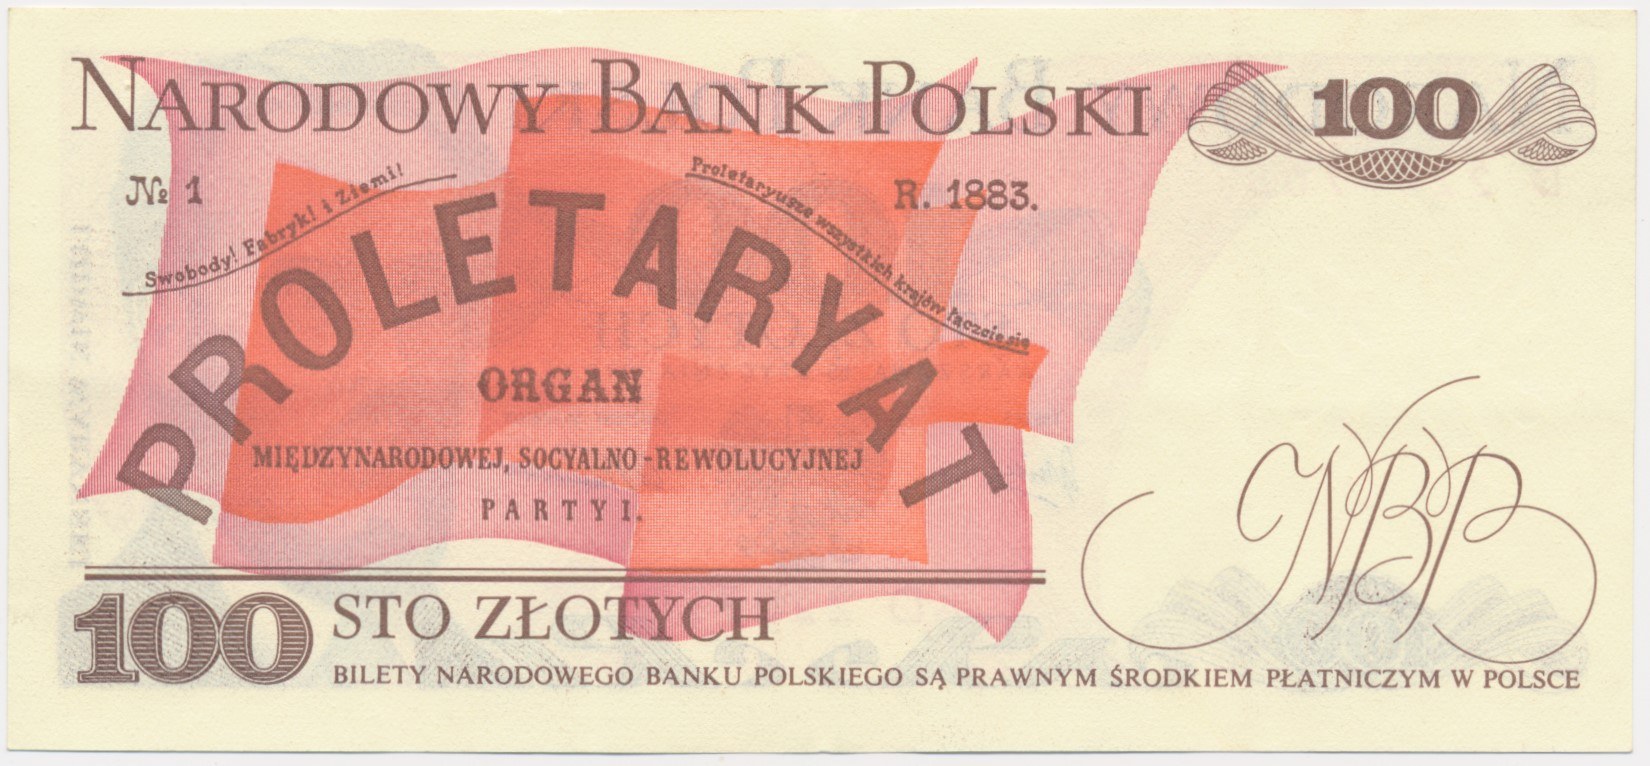 NARODOWY BANK POLSKI
100
№ 1
R. 1883.
Swobody! Fabryk! i Ziemi!
Proletaryusze wszystkich krajów łączcie się
PROLETARYAT
ORGAN
MIĘDZYNARODOWEJ, SOCYALNO-REWOLUCYJNEJ
PARTYI.
NBP
100 STO ZŁOTYCH
BILETY NARODOWEGO BANKU POLSKIEGO SĄ PRAWNYM ŚRODKIEM PŁATNICZYM W POLSCE